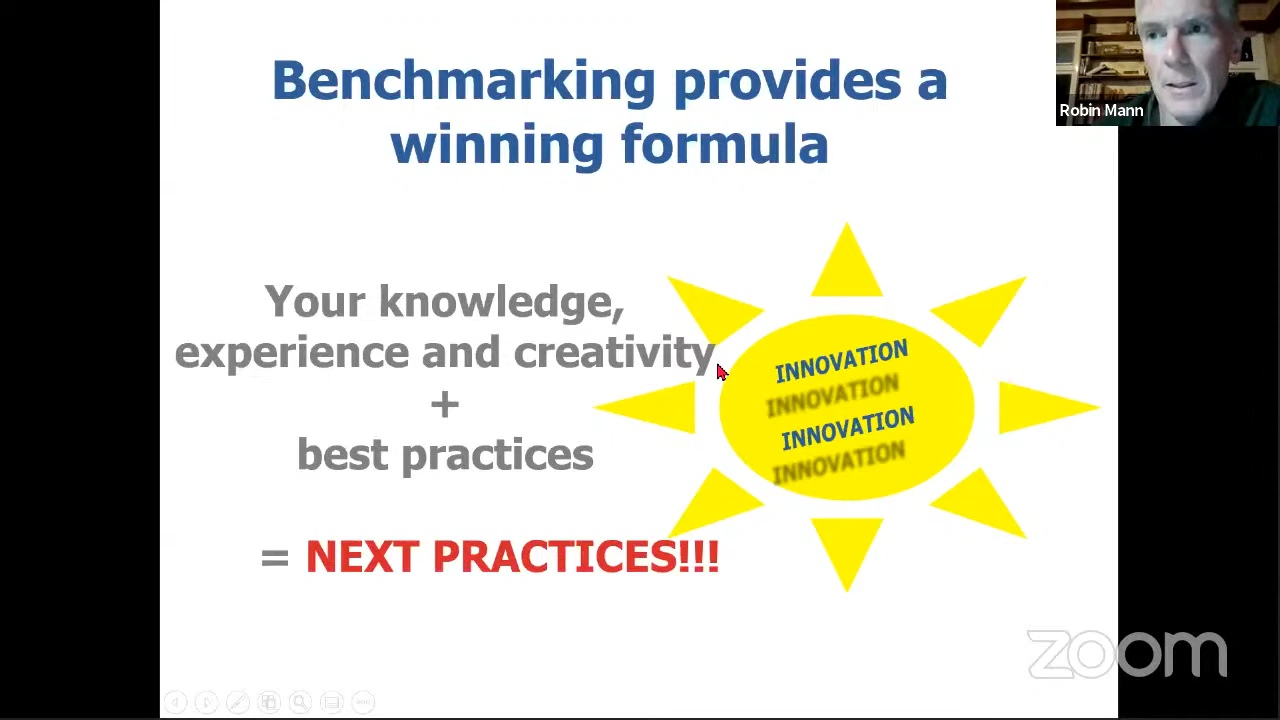 Benchmarking provides a
winning formula
Robin Mann
Your knowledge,
experience and creativity
+
best practices
= NEXT PRACTICES!!!
INNOVATION
INNOVATION
INNOVATION
INNOVATION
zoom